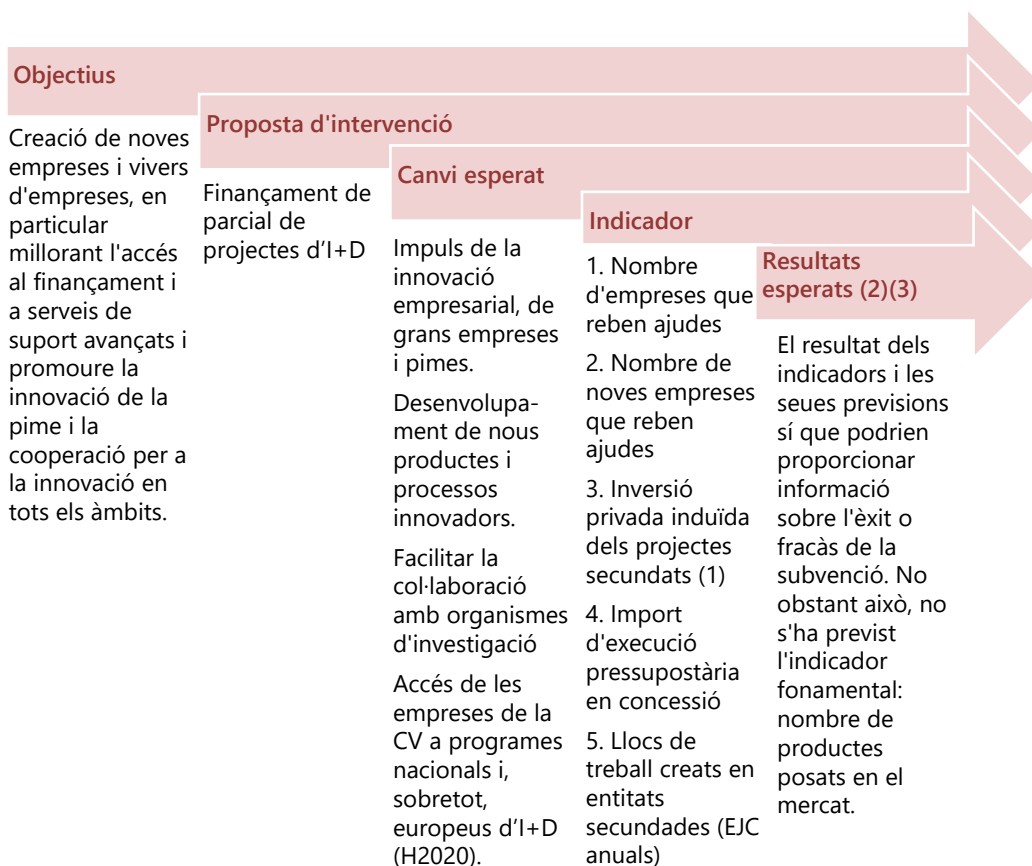 Objectius
Creació de noves
empreses i vivers
d'empreses, en
particular
millorant l'accés
al finançament i
a serveis de
suport avançats i
promoure la
innovació de la
pime i la
cooperació per a
la innovació en
tots els àmbits.
Proposta d'intervenció
Finançament de
parcial de
projectes d’I+D
Canvi esperat
Impuls de la
innovació
empresarial, de
grans empreses
i pimes.
Desenvolupa-
ment de nous
productes i
processos
innovadors.
Facilitar la
col·laboració
amb organismes
d'investigació
Accés de les
empreses de la
CV a programes
nacionals i,
sobretot,
europeus d’I+D
(H2020).
Indicador
1. Nombre
d'empreses que
reben ajudes
2. Nombre de
noves empreses
que reben
ajudes
3. Inversió
privada induïda
dels projectes
secundats (1)
4. Import
d'execució
pressupostària
en concessió
5. Llocs de
treball creats en
entitats
secundades (EJC
anuals)
Resultats
esperats (2)(3)
El resultat dels
indicadors i les
seues previsions
sí que podrien
proporcionar
informació
sobre l'èxit o
fracàs de la
subvenció. No
obstant això, no
s'ha previst
l'indicador
fonamental:
nombre de
productes
posats en el
mercat.